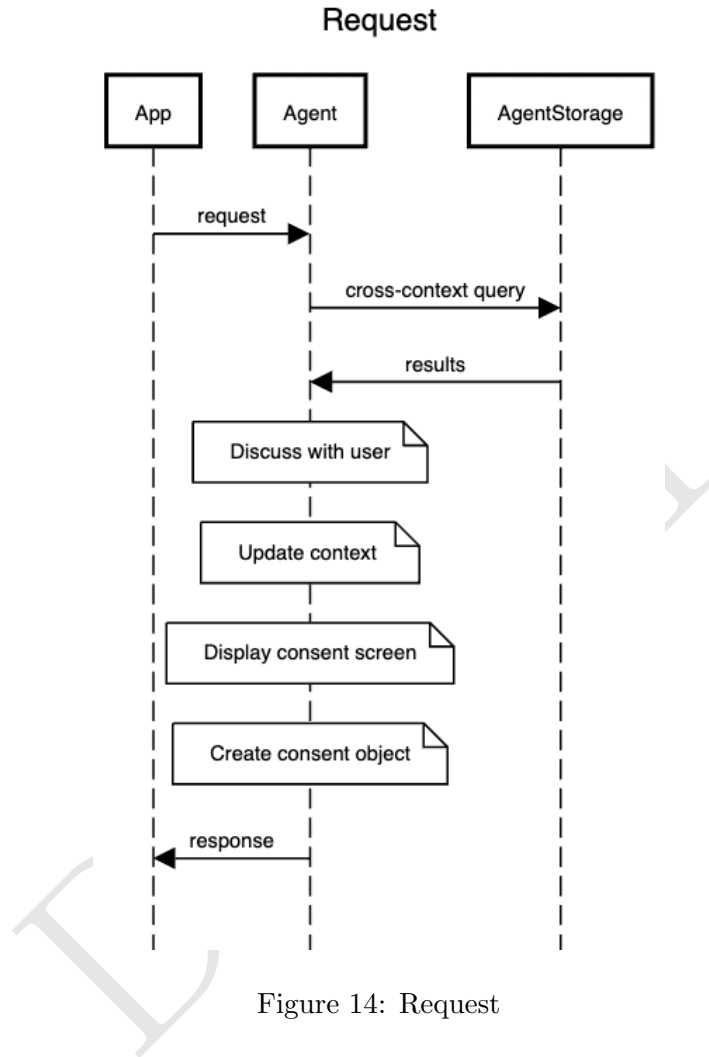 Request
App
Agent
AgentStorage
request
cross-context query
results
Discuss with user
Update context
Display consent screen
Create consent object
response
Figure 14: Request